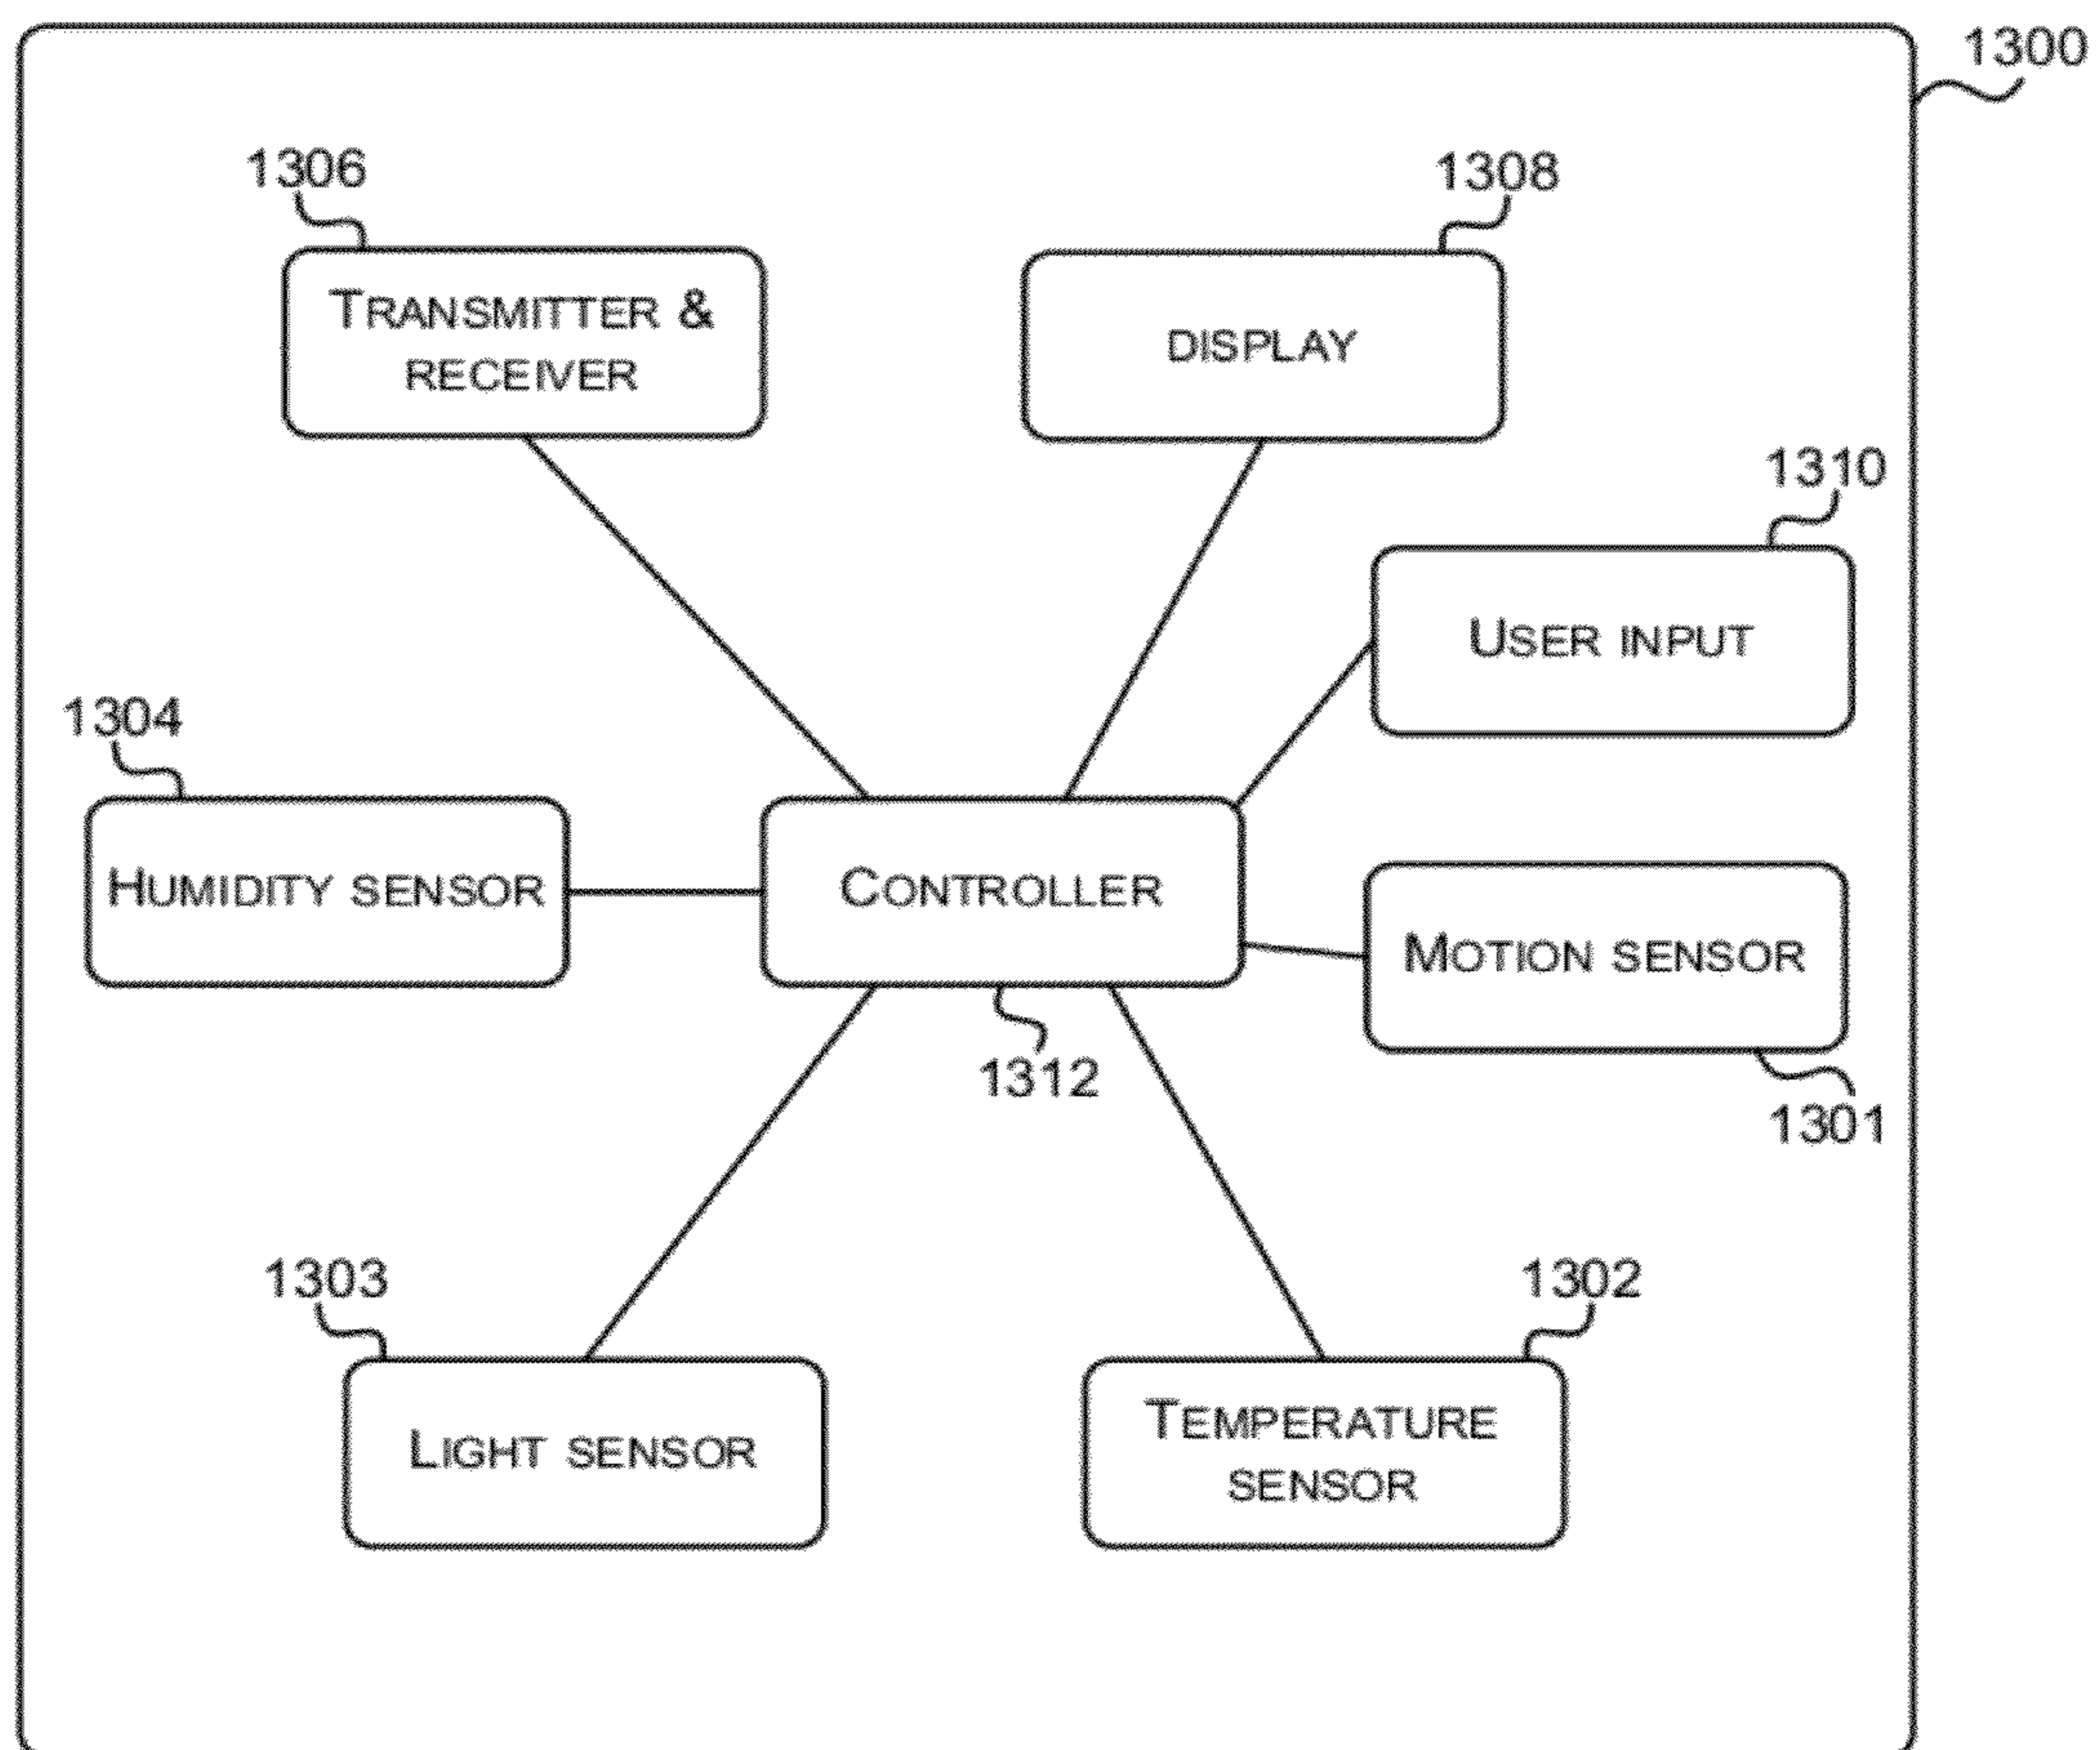 1300
1306
1308
TRANSMITTER &
RECEIVER
DISPLAY
1310
USER INPUT
1304
HUMIDITY SENSOR
CONTROLLER
MOTION SENSOR
1312
1301
1303
1302
LIGHT SENSOR
TEMPERATURE
SENSOR